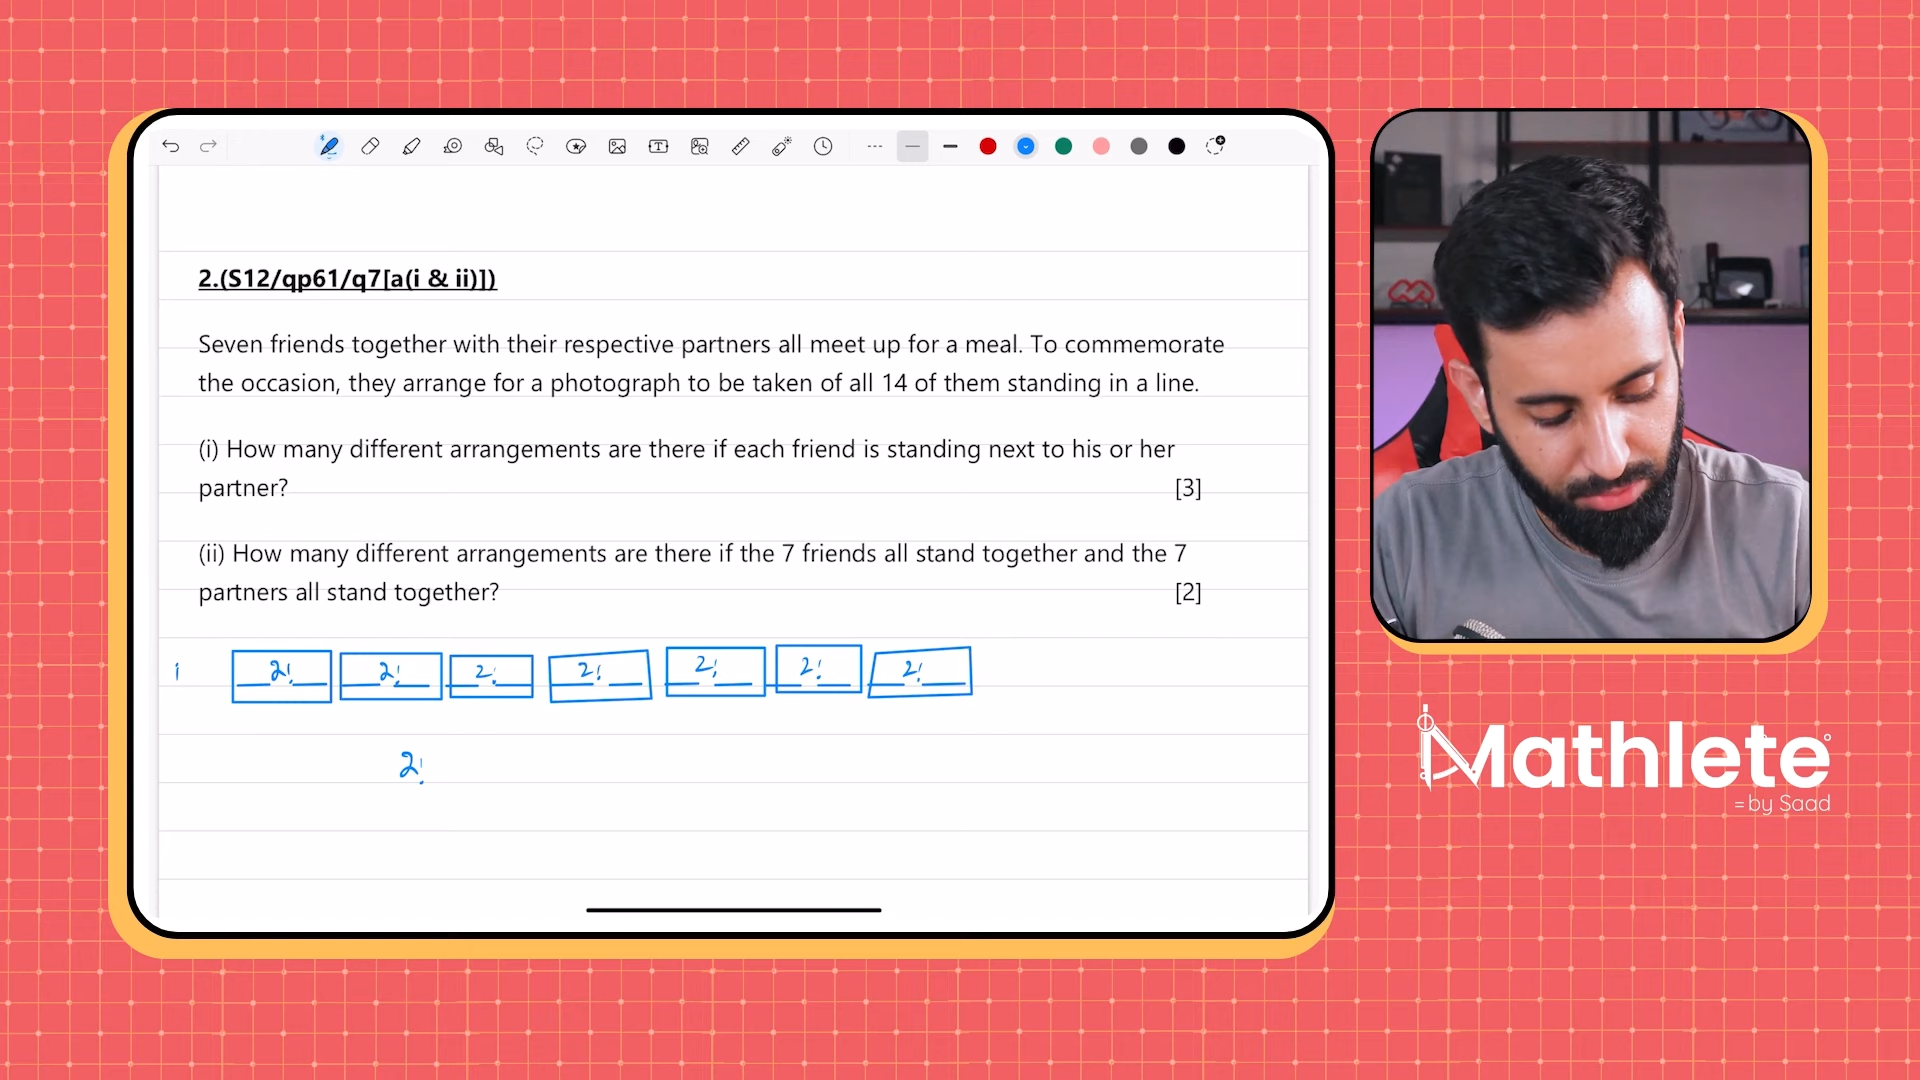 2.(S12/qp61/q7[a(i & ii)])
Seven friends together with their respective partners all meet up for a meal. To commemorate
the occasion, they arrange for a photograph to be taken of all 14 of them standing in a line.
(i) How many different arrangements are there if each friend is standing next to his or her
partner? [3]
(ii) How many different arrangements are there if the 7 friends all stand together and the 7
partners all stand together? [2]
i 2! 2! 2! 2! 2! 2! 2!
2!
Mathlete
=by Saad